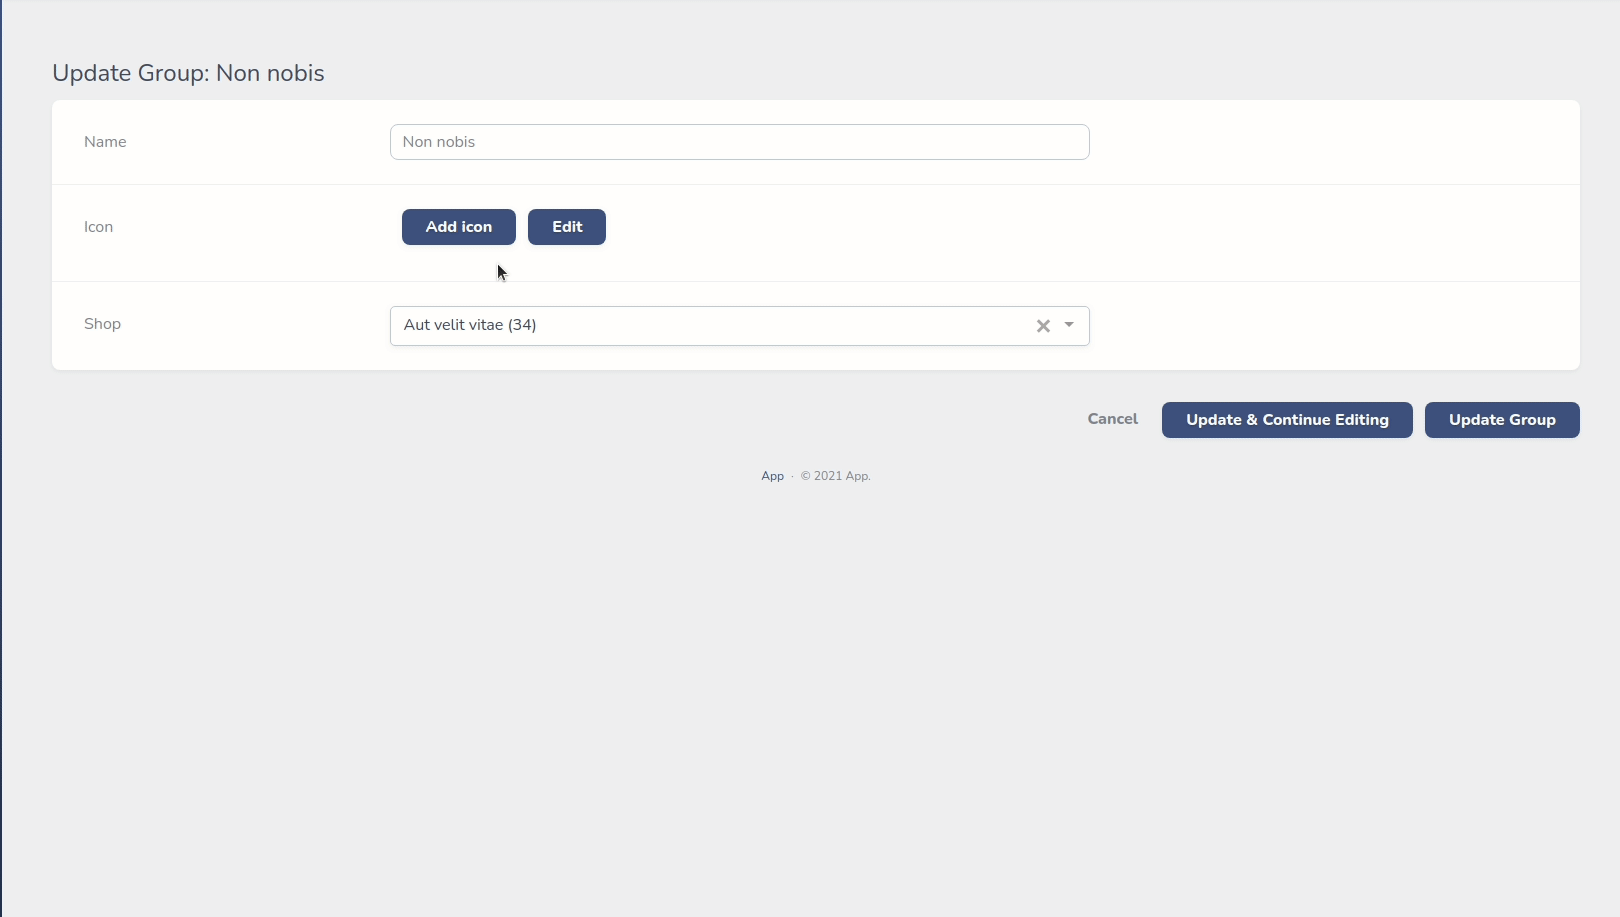 Update Group: Non nobis
Name
Non nobis
Icon
Add icon
Edit
Shop
Aut velit vitae (34)
Cancel
Update & Continue Editing
Update Group
App · © 2021 App.